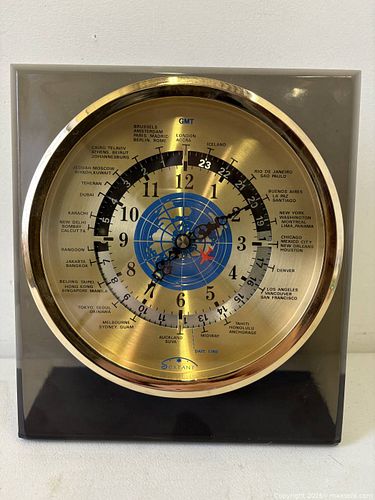 GMT
BRUSSELS
AMSTERDAM
PARIS, MADRID
BERLIN, ROME
LONDON
ACCRA
ICELAND
RIO DE JANEIRO
SAO PAULO
BUENOS AIRES
LA PAZ
SANTIAGO
NEW YORK
WASHINGTON
MONTREAL
LIMA, PANAMA
CHICAGO
MEXICO CITY
NEW ORLEANS
HOUSTON
DENVER
LOS ANGELES
VANCOUVER
SAN FRANCISCO
TAHITI
HONOLULU
ANCHORAGE
MIDWAY
DATE LINE
AUCKLAND
SUVA
MELBOURNE
SYDNEY, GUAM
TOKYO, SEOUL
OKINAWA
BEIJING, TAIPEI
HONG KONG
SINGAPORE, MANILA
JAKARTA
BANGKOK
RANGOON
NEW DELHI
BOMBAY
CALCUTTA
KARACHI
DUBAI
TEHERAN
JEDDAH, MOSCOW
RIYADH, KUWAIT
CAIRO, TELAVIV
ATHENS, BEIRUT
JOHANNESBURG
12
2
3
4
5
6
7
8
9
10
11
23
13
14
SEXTANT